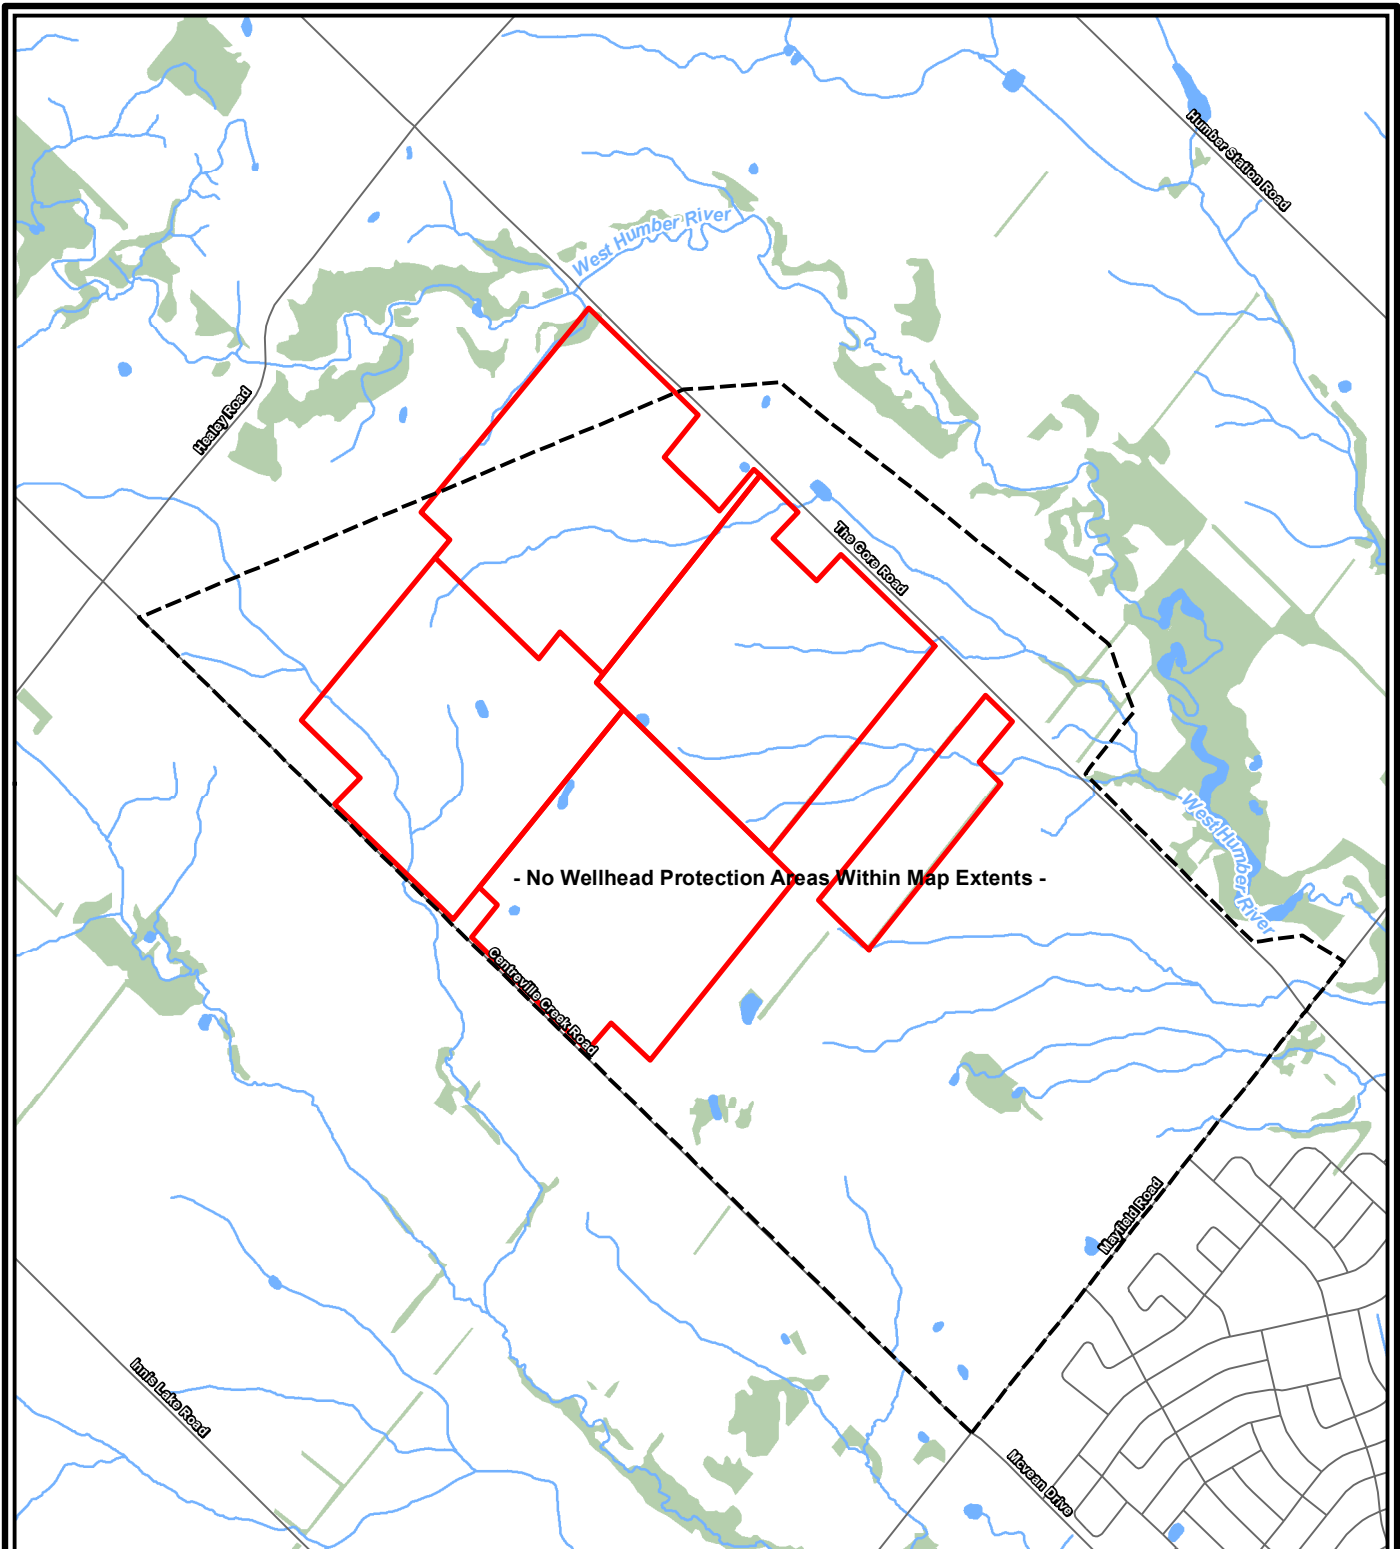 Humber Station Road
West Humber River
Healey Road
The Gore Road
West Humber River
- No Wellhead Protection Areas Within Map Extents -
Centreville Creek Road
Mayfield Road
Innis Lake Road
Mcvean Drive